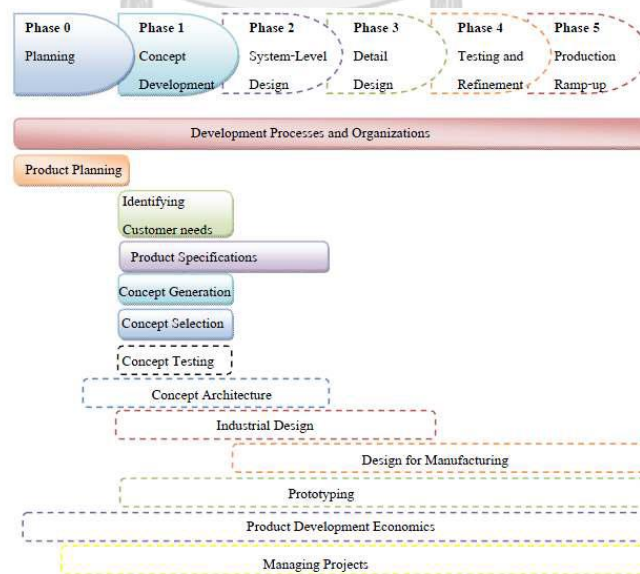 Phase 0
Planning
Phase 1
Concept
Development
Phase 2
System-Level
Design
Phase 3
Detail
Design
Phase 4
Testing and
Refinement
Phase 5
Production
Ramp-up
Development Processes and Organizations
Product Planning
Identifying
Customer needs
Product Specifications
Concept Generation
Concept Selection
Concept Testing
Concept Architecture
Industrial Design
Design for Manufacturing
Prototyping
Product Development Economics
Managing Projects